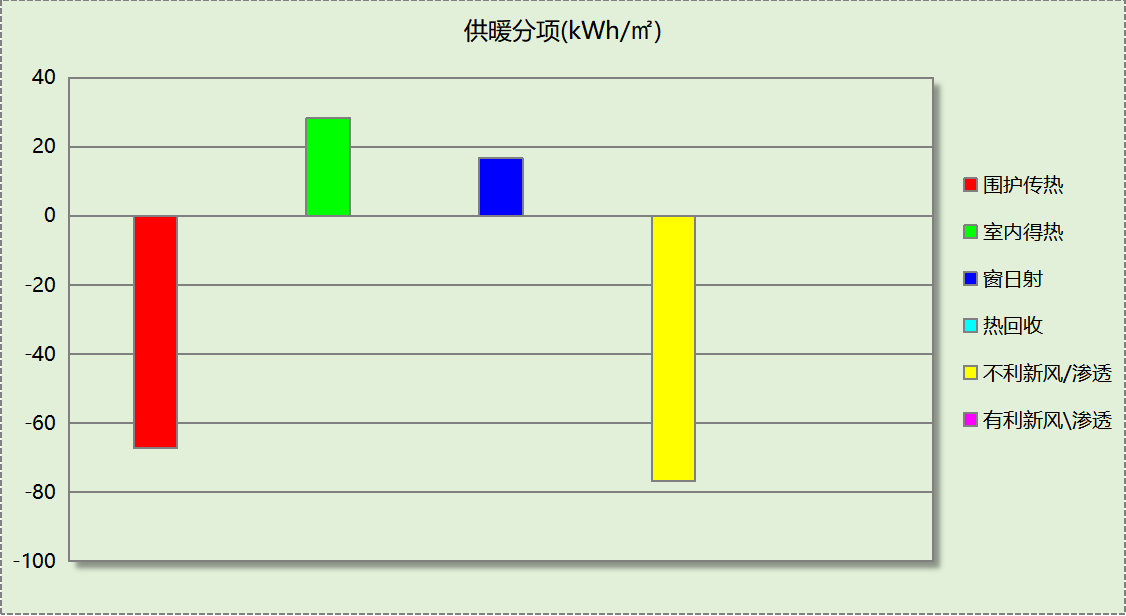 供暖分项(kWh/㎡)
40
20
0
-20
-40
-60
-80
-100
围护传热
室内得热
窗日射
热回收
不利新风/渗透
有利新风\渗透